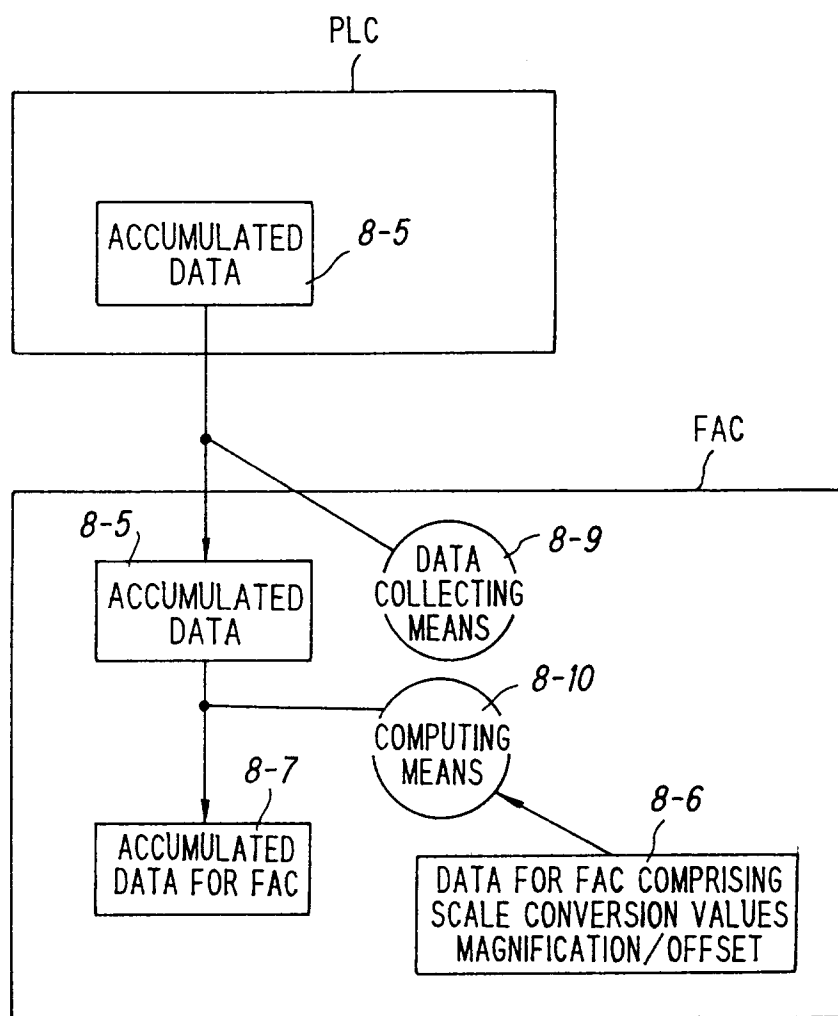 PLC
ACCUMULATED
DATA
8-5
FAC
8-5
ACCUMULATED
DATA
DATA
COLLECTING
MEANS
8-9
COMPUTING
MEANS
8-10
8-7
ACCUMULATED
DATA FOR FAC
8-6
DATA FOR FAC COMPRISING
SCALE CONVERSION VALUES
MAGNIFICATION/OFFSET